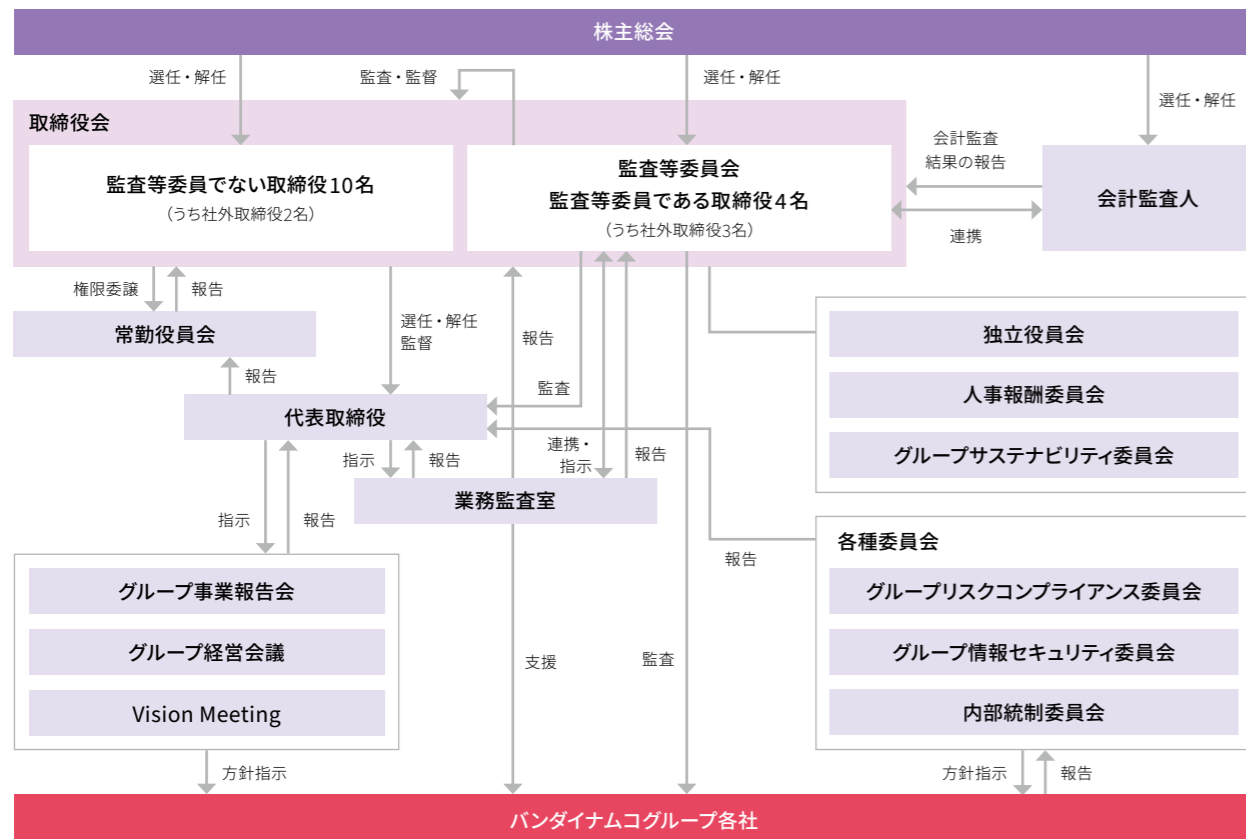 株主総会
選任・解任
監査・監督
選任・解任
選任・解任
取締役会
監査等委員でない取締役10名
（うち社外取締役2名）
監査等委員会
監査等委員である取締役4名
（うち社外取締役3名）
会計監査
結果の報告
連携
会計監査人
権限委譲
報告
常勤役員会
選任・解任
監督
報告
独立役員会
人事報酬委員会
グループサステナビリティ委員会
報告
監査
代表取締役
指示
報告
連携・
指示
報告
業務監査室
指示
報告
報告
各種委員会
グループリスクコンプライアンス委員会
グループ情報セキュリティ委員会
内部統制委員会
グループ事業報告会
グループ経営会議
Vision Meeting
支援
監査
方針指示
方針指示
報告
バンダイナムコグループ各社